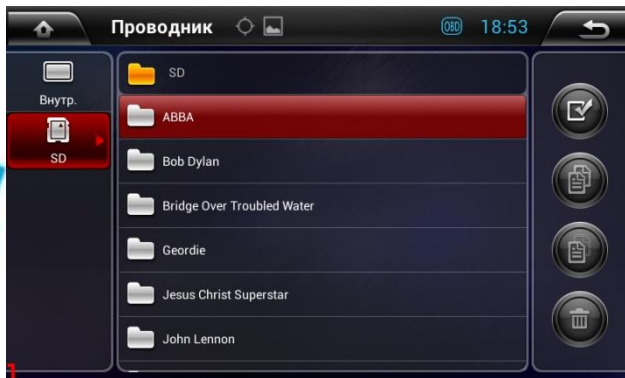 Проводник
OBD
18:53
Внутр.
SD
SD
ABBA
Bob Dylan
Bridge Over Troubled Water
Geordie
Jesus Christ Superstar
John Lennon